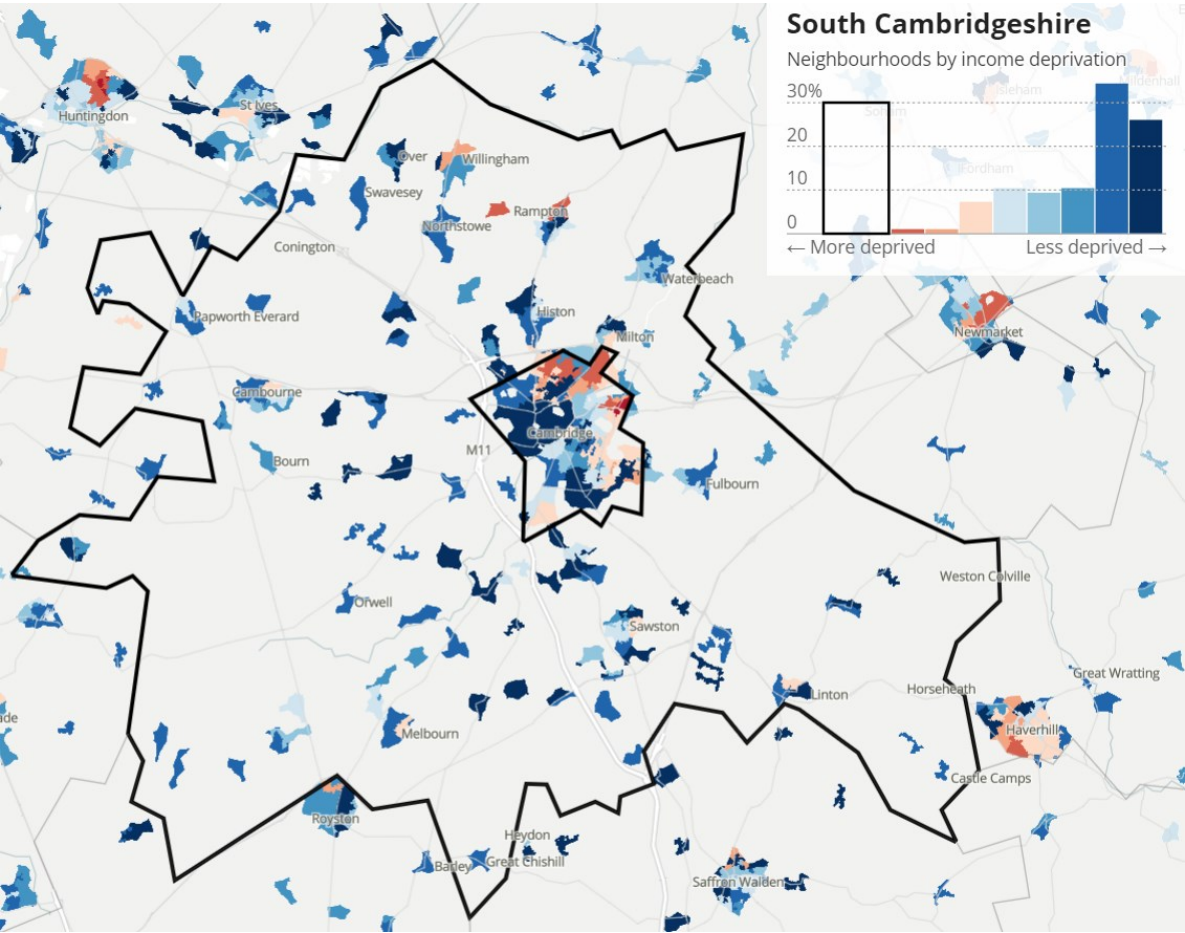 South Cambridgeshire
Neighbourhoods by income deprivation
30%
20
10
0
← More deprived
Less deprived →
Mildenhall
Soham
Isleham
Fordham
Huntingdon
St Ives
Over
Willingham
Swavesey
Rampton
Northstowe
Conington
Waterbeach
Papworth Everard
Histon
Milton
Newmarket
Cambourne
Cambridge
M11
Bourn
Fulbourn
Weston Colville
Orwell
Sawston
Great Wratting
Horseheath
Linton
ade
Melbourn
Haverhill
Castle Camps
Royston
Heydon
Barley
Great Chishill
Saffron Walden